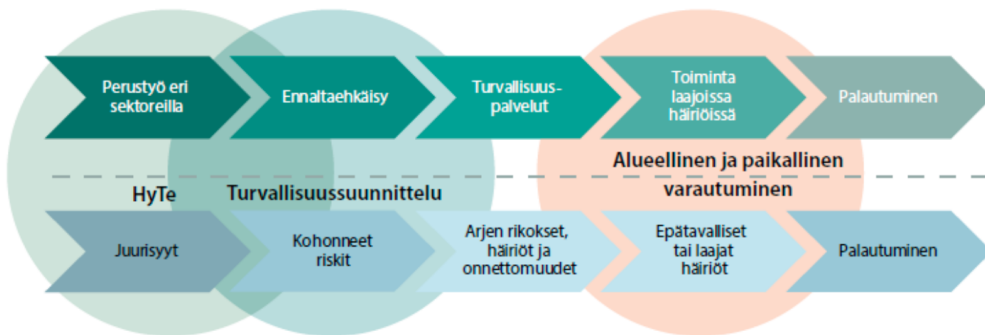 Perustyö eri
sektoreilla
Ennaltaehkäisy
Turvallisuus-
palvelut
Toiminta
laajoissa
häiriöissä
Palautuminen
HyTe
Turvallisuussuunnittelu
Alueellinen ja paikallinen
varautuminen
Juurisyyt
Kohonneet
riskit
Arjen rikokset,
häiriöt ja
onnettomuudet
Epätavalliset
tai laajat
häiriöt
Palautuminen